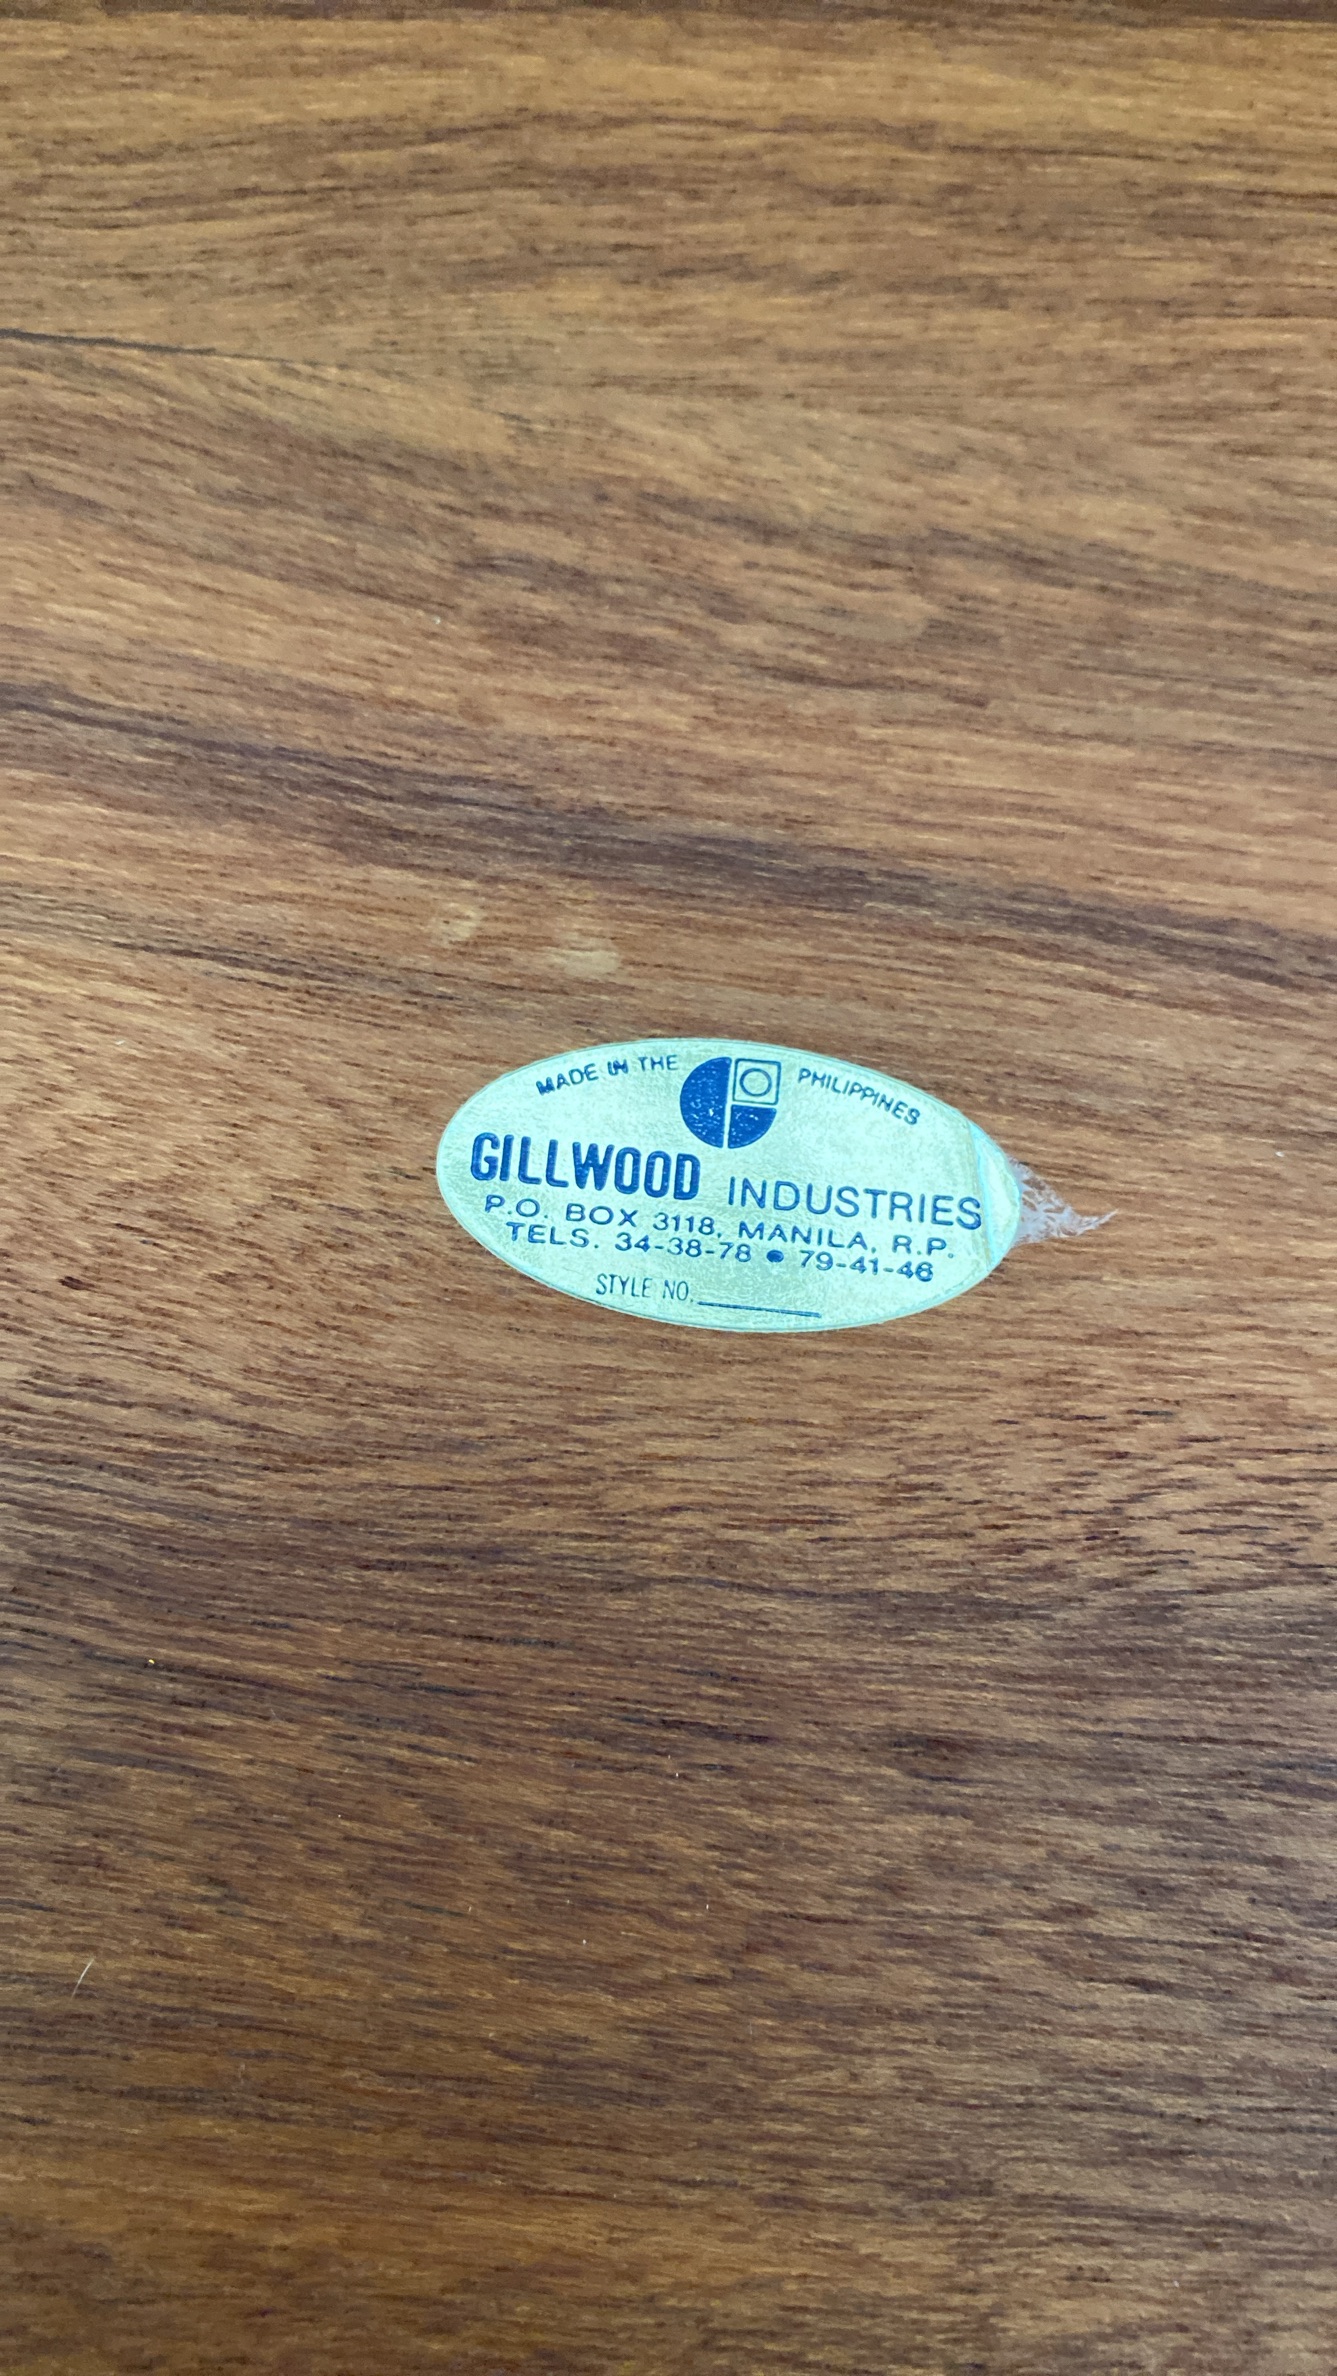 MADE IN THE PHILIPPINES
GILLWOOD INDUSTRIES
P.O. BOX 3118, MANILA, R.P.
TELS. 34-38-78 • 79-41-46
STYLE NO.